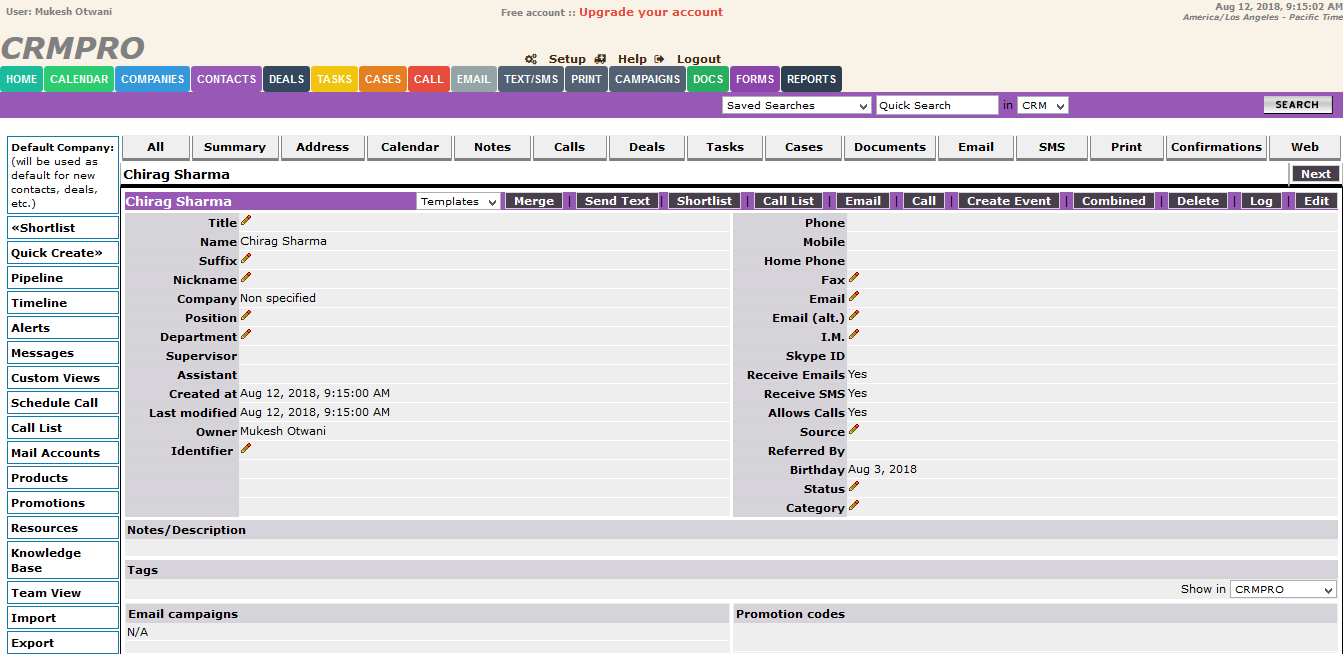 User: Mukesh Otwani
Free account :: Upgrade your account
Aug 12, 2018, 9:15:02 AM
America/Los Angeles - Pacific Time
CRMPRO
Setup Help Logout
HOME CALENDAR COMPANIES CONTACTS DEALS TASKS CASES CALL EMAIL TEXT/SMS PRINT CAMPAIGNS DOCS FORMS REPORTS
Saved Searches Quick Search in CRM SEARCH
Default Company:
(will be used as
default for new
contacts, deals,
etc.)
«Shortlist
Quick Create»
Pipeline
Timeline
Alerts
Messages
Custom Views
Schedule Call
Call List
Mail Accounts
Products
Promotions
Resources
Knowledge
Base
Team View
Import
Export
All Summary Address Calendar Notes Calls Deals Tasks Cases Documents Email SMS Print Confirmations Web
Chirag Sharma Next
Chirag Sharma Templates Merge | Send Text | Shortlist | Call List | Email | Call | Create Event | Combined | Delete | Log | Edit
Title
Name Chirag Sharma
Suffix
Nickname
Company Non specified
Position
Department
Supervisor
Assistant
Created at Aug 12, 2018, 9:15:00 AM
Last modified Aug 12, 2018, 9:15:00 AM
Owner Mukesh Otwani
Identifier
Phone
Mobile
Home Phone
Fax
Email
Email (alt.)
I.M.
Skype ID
Receive Emails Yes
Receive SMS Yes
Allows Calls Yes
Source
Referred By
Birthday Aug 3, 2018
Status
Category
Notes/Description
Tags
Show in CRMPRO
Email campaigns
N/A
Promotion codes